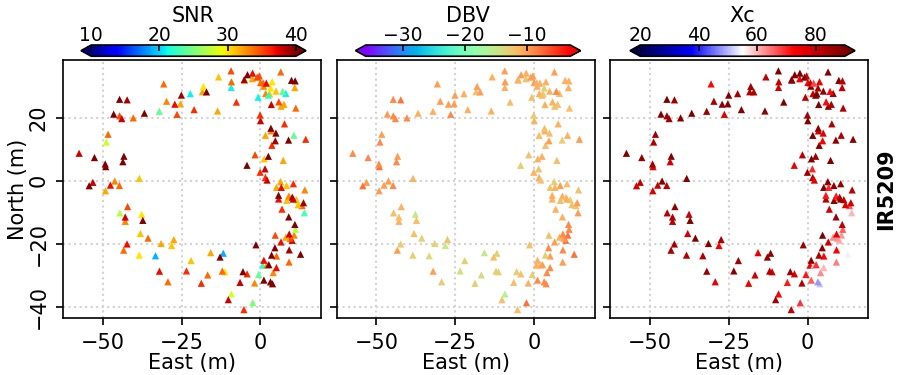 SNR DBV Xc
10 20 30 40 −30 −20 −10 20 40 60 80
20
0
−20
−40
North (m)
IR5209
−50 −25 0 −50 −25 0 −50 −25 0
East (m) East (m) East (m)